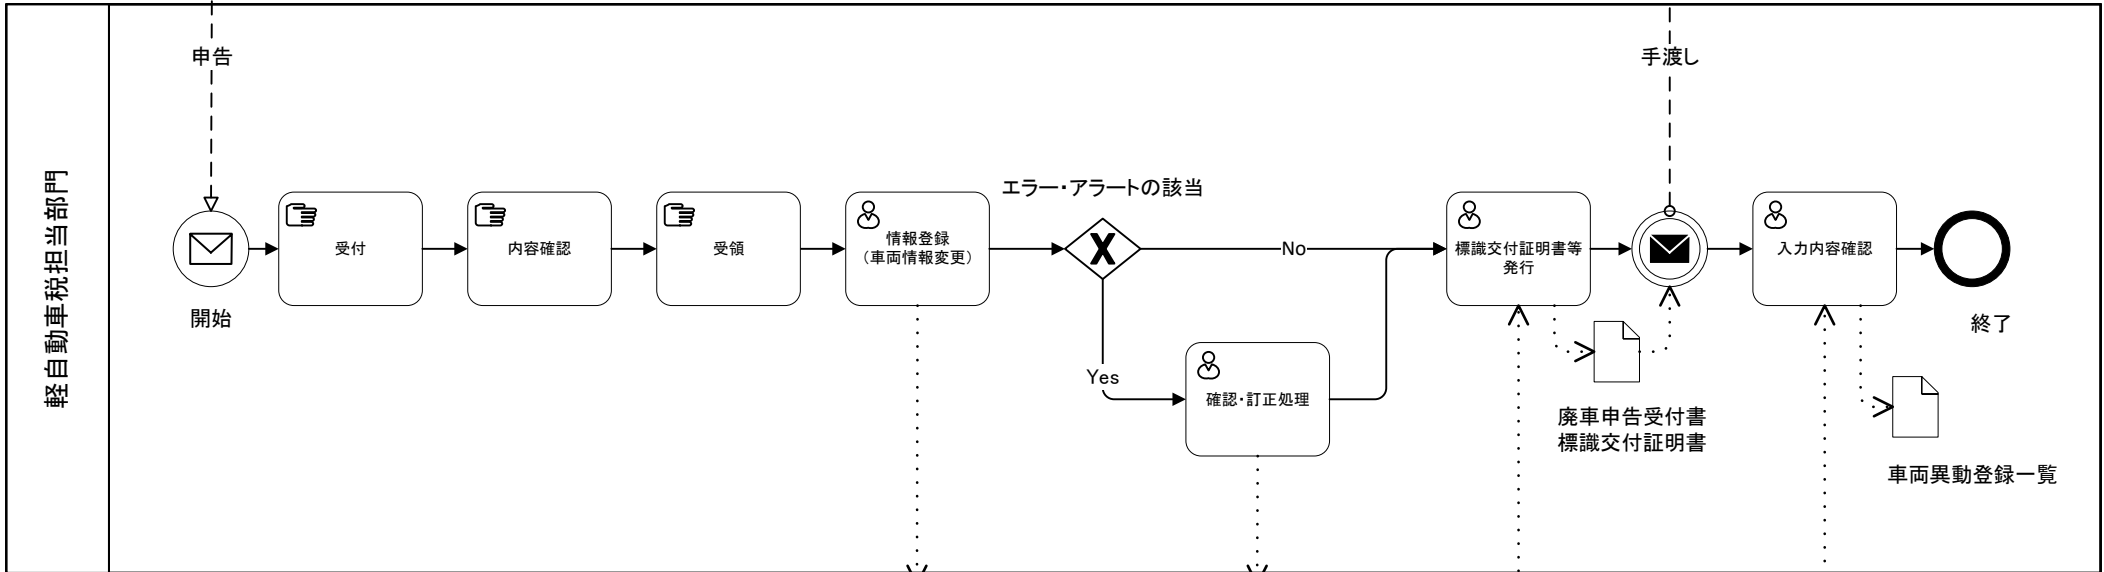 申告
手渡し
軽自動車税担当部門
エラー・アラートの該当
受付
内容確認
受領
情報登録
（車両情報変更）
No
標識交付証明書等
発行
入力内容確認
開始
終了
Yes
確認・訂正処理
廃車申告受付書
標識交付証明書
車両異動登録一覧